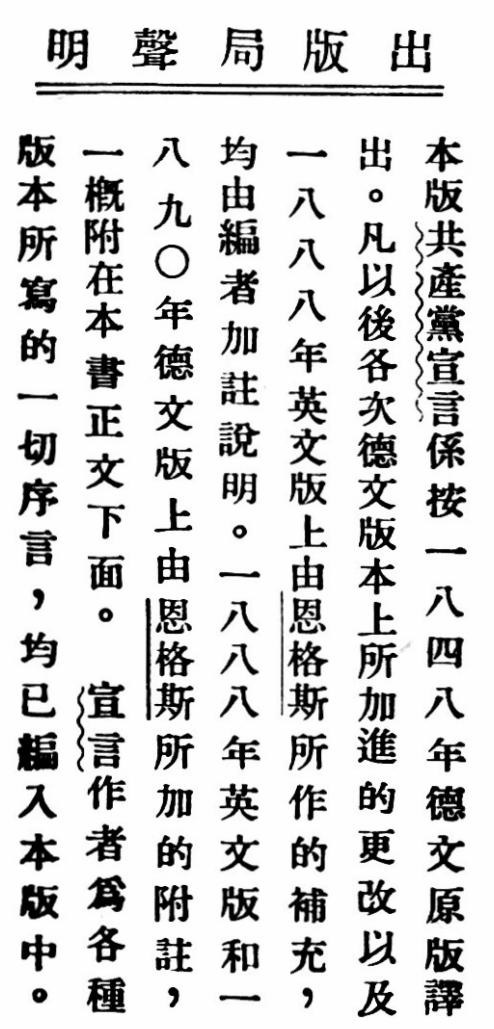 出版局聲明
本版共產黨宣言係按一八四八年德文原版譯
出。凡以後各次德文版本上所加進的更改以及
一八八八年英文版上由恩格斯所作的補充，
均由編者加註說明。一八八八年英文版和一
八九〇年德文版上由恩格斯所加的附註，
一概附在本書正文下面。　宣言作者爲各種
版本所寫的一切序言，均已編入本版中。